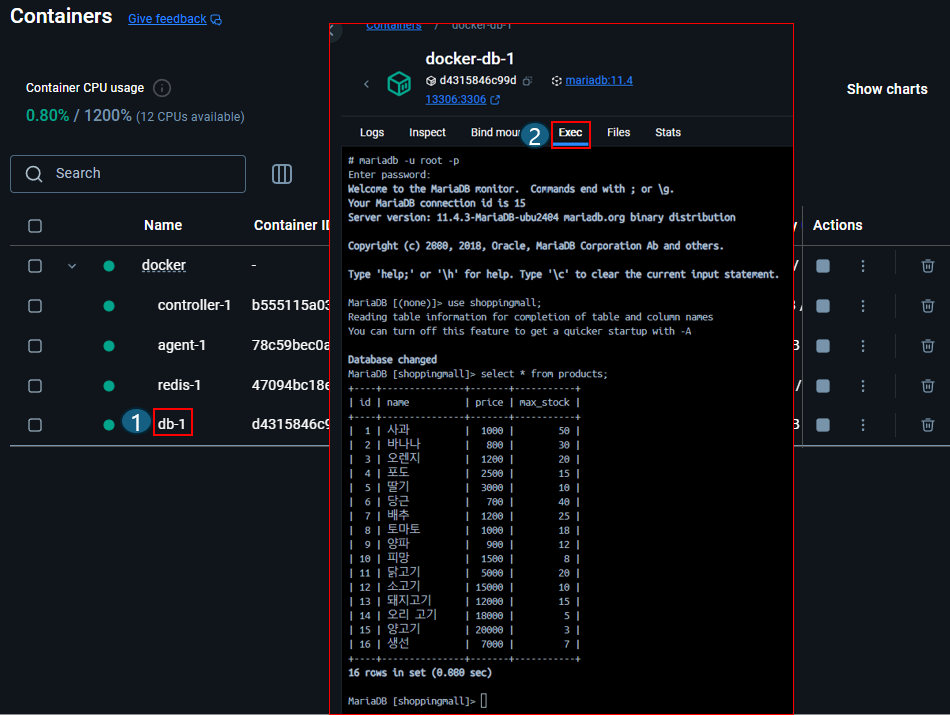 Containers Give feedback
Container CPU usage
0.80% / 1200% (12 CPUs available)
Show charts
Search
Name Container ID
Actions
docker -
controller-1 b555115a03
agent-1 78c59bec0a
redis-1 47094bc18e
1 db-1 d4315846c9
Containers / docker-db-1
docker-db-1
d4315846c99d mariadb:11.4
13306:3306
Logs Inspect Bind mou 2 Exec Files Stats
# mariadb -u root -p
Enter password:
Welcome to the MariaDB monitor.  Commands end with ; or \g.
Your MariaDB connection id is 15
Server version: 11.4.3-MariaDB-ubu2404 mariadb.org binary distribution
Copyright (c) 2000, 2018, Oracle, MariaDB Corporation Ab and others.
Type 'help;' or '\h' for help. Type '\c' to clear the current input statement.
MariaDB [(none)]> use shoppingmall;
Reading table information for completion of table and column names
You can turn off this feature to get a quicker startup with -A
Database changed
MariaDB [shoppingmall]> select * from products;
+----+---------------+-------+-----------+
| id | name | price | max_stock |
+----+---------------+-------+-----------+
| 1 | 사과 | 1000 | 50 |
| 2 | 바나나 | 800 | 30 |
| 3 | 오렌지 | 1200 | 20 |
| 4 | 포도 | 2500 | 15 |
| 5 | 딸기 | 3000 | 10 |
| 6 | 당근 | 700 | 40 |
| 7 | 배추 | 1200 | 25 |
| 8 | 토마토 | 1000 | 18 |
| 9 | 양파 | 900 | 12 |
| 10 | 피망 | 1500 | 8 |
| 11 | 닭고기 | 5000 | 20 |
| 12 | 소고기 | 15000 | 10 |
| 13 | 돼지고기 | 12000 | 15 |
| 14 | 오리 고기 | 18000 | 5 |
| 15 | 양고기 | 20000 | 3 |
| 16 | 생선 | 7000 | 7 |
+----+---------------+-------+-----------+
16 rows in set (0.000 sec)
MariaDB [shoppingmall]>